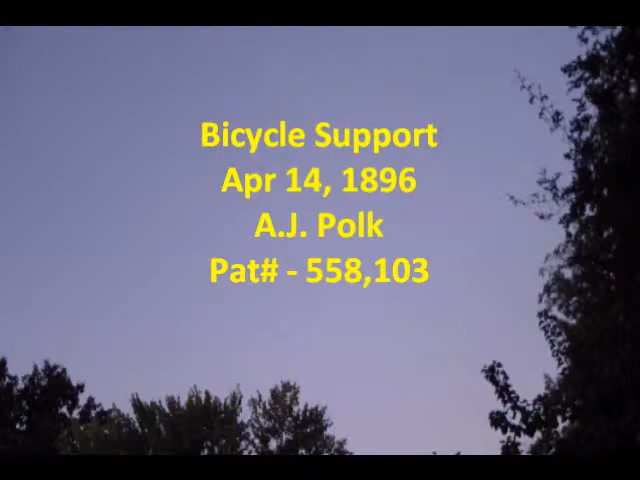 Bicycle Support
Apr 14, 1896
A.J. Polk
Pat# - 558,103